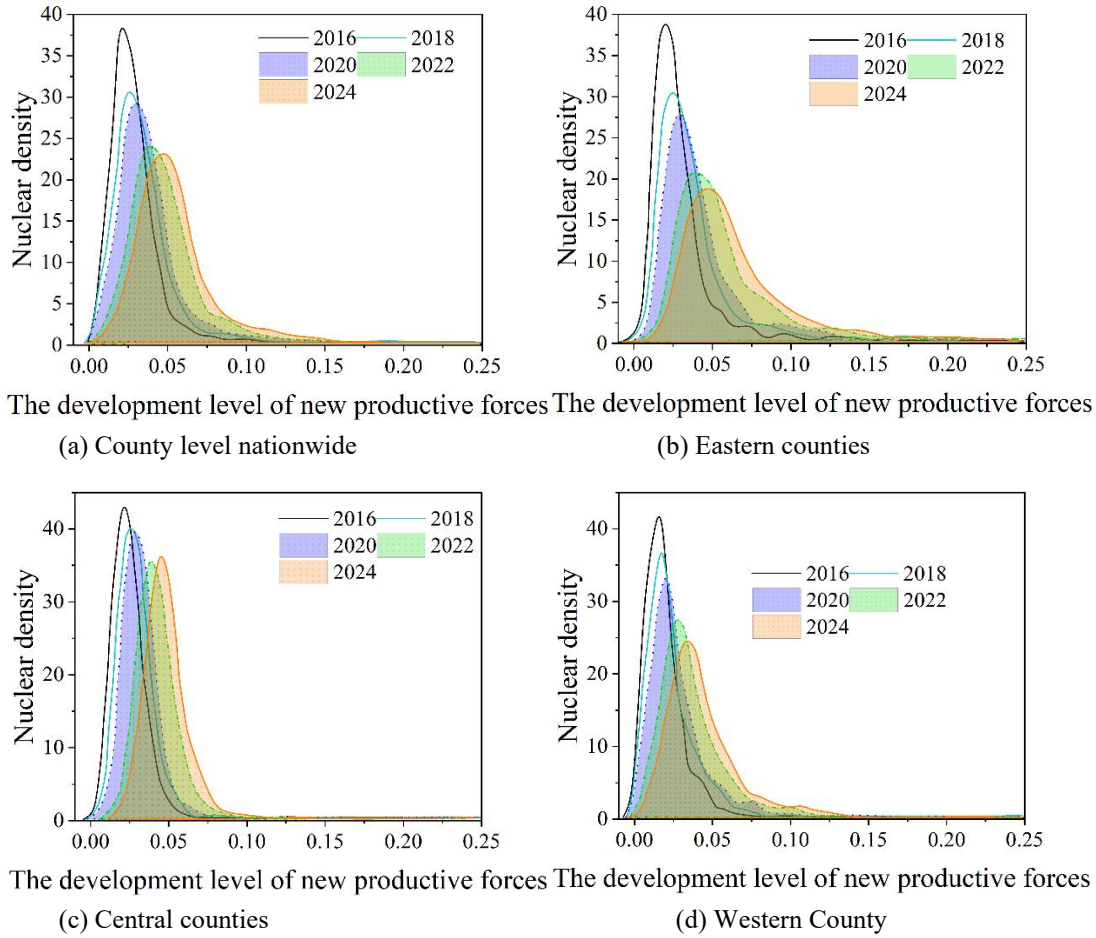 40
35
30
25
20
15
10
5
0
Nuclear density
2016 2018
2020 2022
2024
0.00 0.05 0.10 0.15 0.20 0.25
The development level of new productive forces
(a) County level nationwide
40
35
30
25
20
15
10
5
0
Nuclear density
2016 2018
2020 2022
2024
0.00 0.05 0.10 0.15 0.20 0.25
The development level of new productive forces
(b) Eastern counties
40
30
20
10
0
Nuclear density
2016 2018
2020 2022
2024
0.00 0.05 0.10 0.15 0.20 0.25
The development level of new productive forces
(c) Central counties
40
30
20
10
0
Nuclear density
2016 2018
2020 2022
2024
0.00 0.05 0.10 0.15 0.20 0.25
The development level of new productive forces
(d) Western County